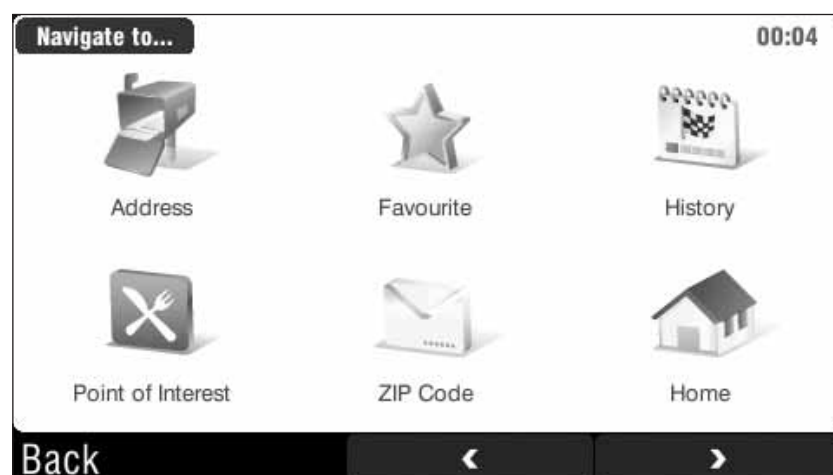 Navigate to...
00:04
Address
Favourite
History
Point of Interest
ZIP Code
Home
Back